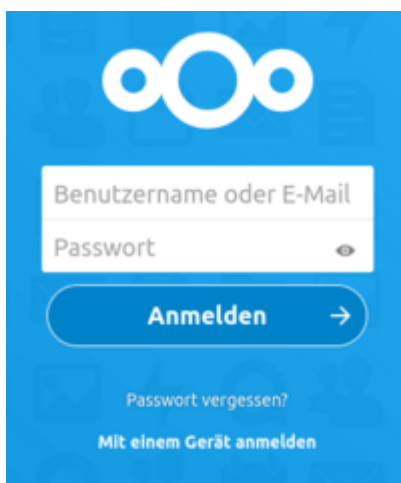 Benutzername oder E-Mail
Passwort
Anmelden
Passwort vergessen?
Mit einem Gerät anmelden